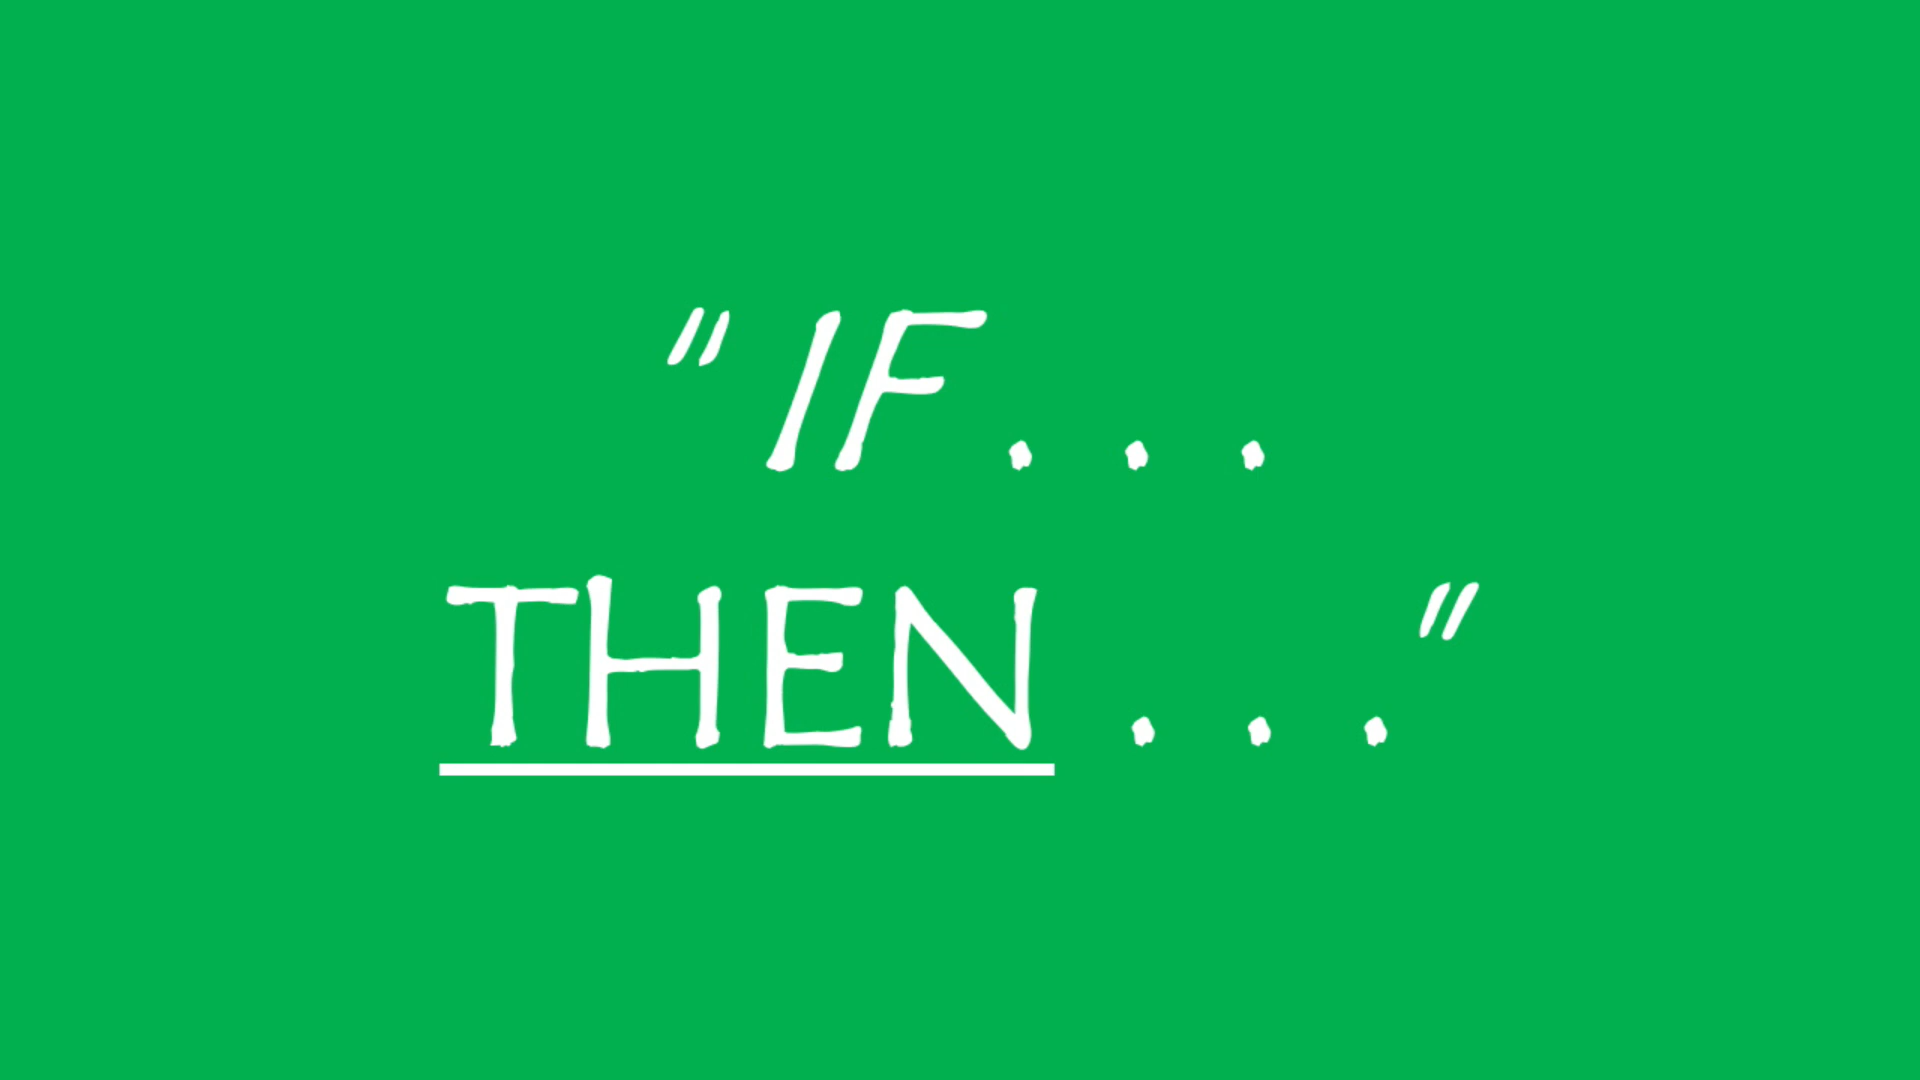 "IF. . .
THEN . . ."